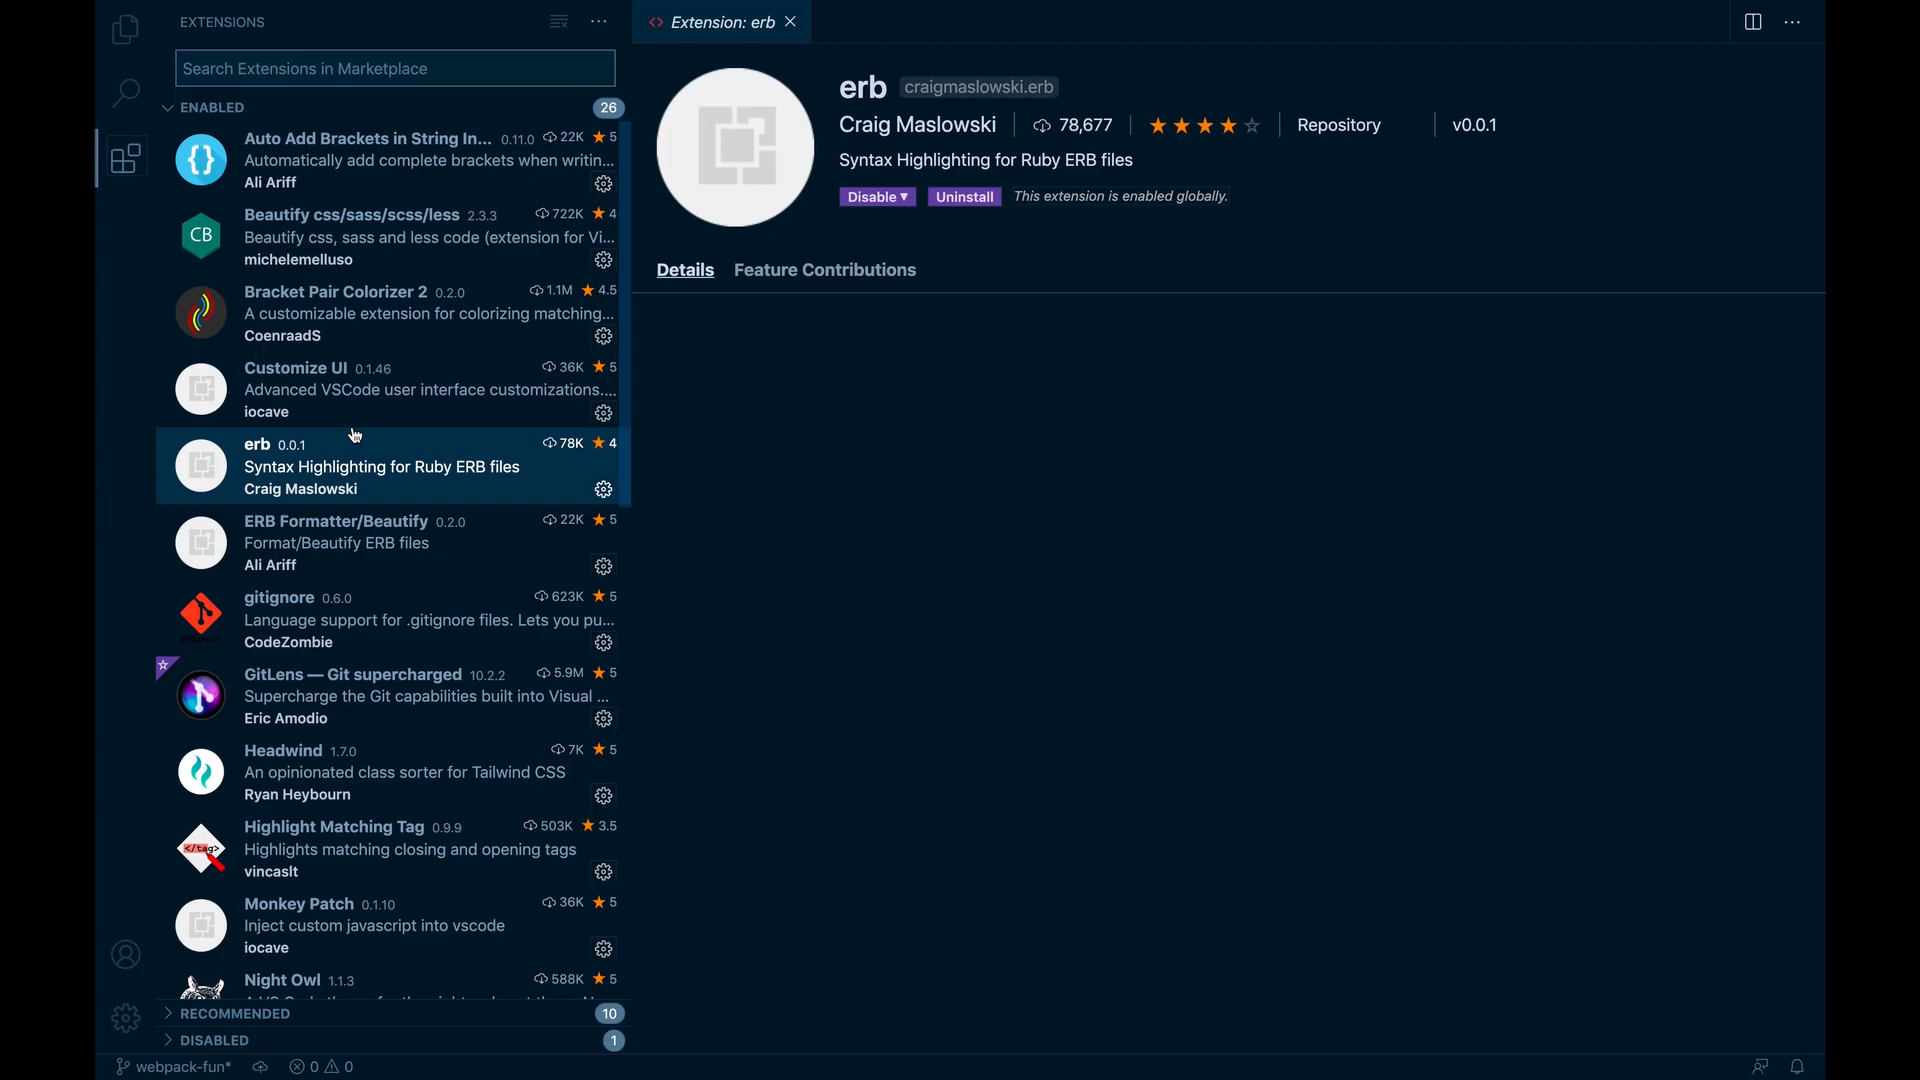 EXTENSIONS
Search Extensions in Marketplace
ENABLED 26
Auto Add Brackets in String In... 0.11.0 22K 5
Automatically add complete brackets when writin...
Ali Ariff
Beautify css/sass/scss/less 2.3.3 722K 4
CB
Beautify css, sass and less code (extension for Vi...
michelemelluso
Bracket Pair Colorizer 2 0.2.0 1.1M 4.5
A customizable extension for colorizing matching...
CoenraadS
Customize UI 0.1.46 36K 5
Advanced VSCode user interface customizations....
iocave
erb 0.0.1 78K 4
Syntax Highlighting for Ruby ERB files
Craig Maslowski
ERB Formatter/Beautify 0.2.0 22K 5
Format/Beautify ERB files
Ali Ariff
gitignore 0.6.0 623K 5
Language support for .gitignore files. Lets you pu...
CodeZombie
GitLens — Git supercharged 10.2.2 5.9M 5
Supercharge the Git capabilities built into Visual ...
Eric Amodio
Headwind 1.7.0 7K 5
An opinionated class sorter for Tailwind CSS
Ryan Heybourn
Highlight Matching Tag 0.9.9 503K 3.5
</tag>
Highlights matching closing and opening tags
vincaslt
Monkey Patch 0.1.10 36K 5
Inject custom javascript into vscode
iocave
Night Owl 1.1.3 588K 5
RECOMMENDED 10
DISABLED 1
webpack-fun* 0 0
Extension: erb
erb craigmaslowski.erb
Craig Maslowski 78,677 Repository v0.0.1
Syntax Highlighting for Ruby ERB files
Disable Uninstall This extension is enabled globally.
Details Feature Contributions